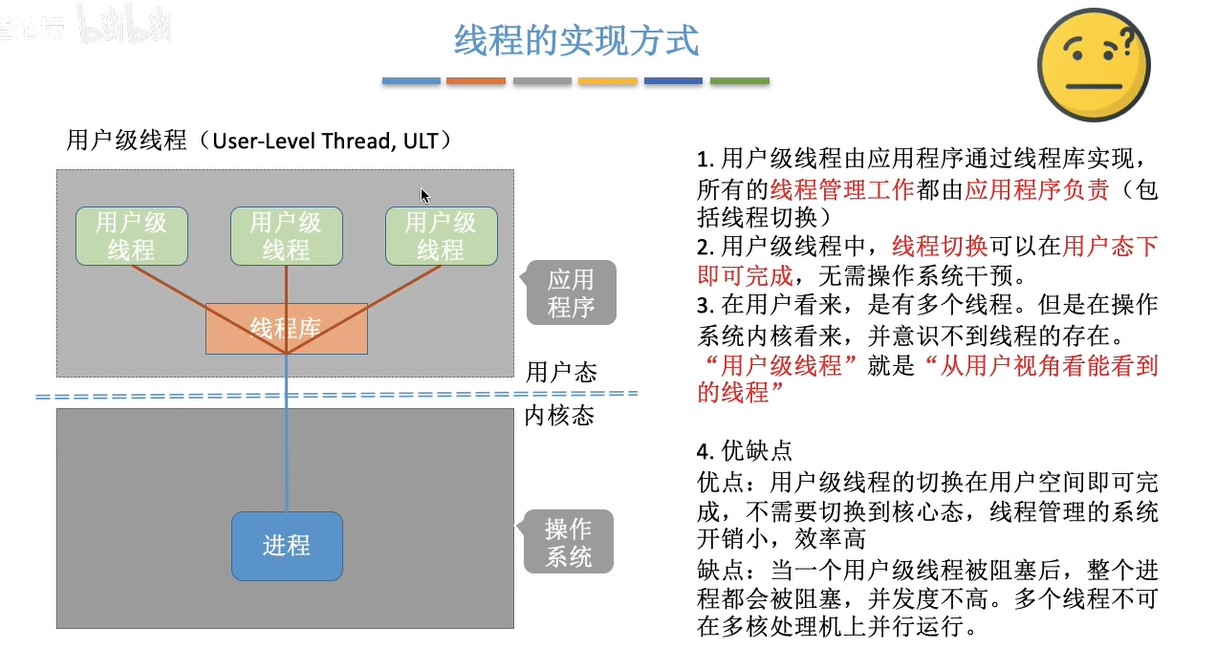 bilibili
线程的实现方式
?
用户级线程（User-Level Thread, ULT）
用户级
线程
用户级
线程
用户级
线程
线程库
应用
程序
用户态
内核态
进程
操作
系统
1. 用户级线程由应用程序通过线程库实现，
所有的线程管理工作都由应用程序负责（包
括线程切换）
2. 用户级线程中，线程切换可以在用户态下
即可完成，无需操作系统干预。
3. 在用户看来，是有多个线程。但是在操作
系统内核看来，并意识不到线程的存在。
“用户级线程”就是“从用户视角看能看到
的线程”
4. 优缺点
优点：用户级线程的切换在用户空间即可完
成，不需要切换到核心态，线程管理的系统
开销小，效率高
缺点：当一个用户级线程被阻塞后，整个进
程都会被阻塞，并发度不高。多个线程不可
在多核处理机上并行运行。